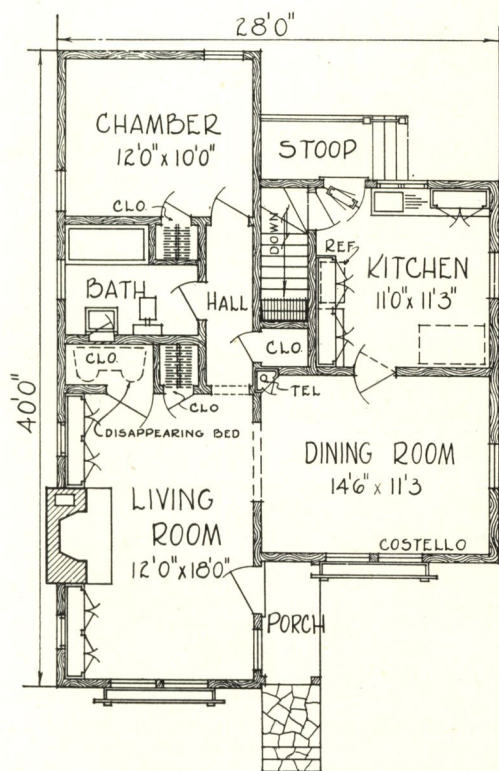 28'0"
CHAMBER
12'0" x 10'0"
STOOP
CLO.
DOWN
REF.
KITCHEN
11'0" x 11'3"
BATH
HALL
40'0"
CLO.
CLO.
CLO
TEL
DISAPPEARING BED
DINING ROOM
14'6" x 11'3
LIVING
ROOM
12'0" x 18'0"
COSTELLO
PORCH